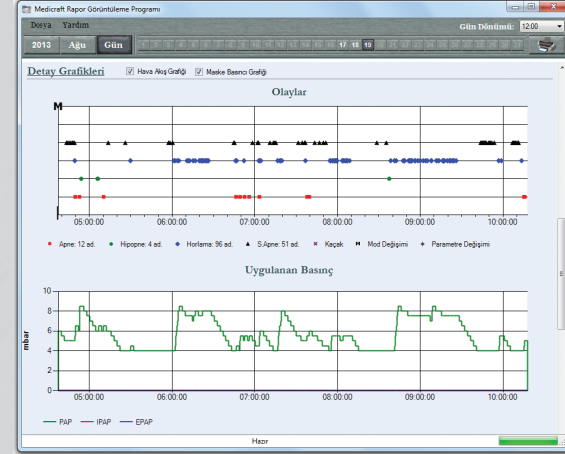 Medicraft Rapor Görüntüleme Programı
Dosya Yardım
Gün Dönümü: 12:00
2013 Ağu Gün 17 18 19
Detay Grafikleri Hava Akış Grafiği Maske Basıncı Grafiği
Olaylar
M
05:00:00 06:00:00 07:00:00 08:00:00 09:00:00 10:00:00
Apne: 12 ad. Hipopne: 4 ad. Horlama: 96 ad. S.Apne: 51 ad. Kaçak M Mod Değişimi Parametre Değişimi
Uygulanan Basınç
10
8
6
4
2
0
mbar
05:00:00 06:00:00 07:00:00 08:00:00 09:00:00 10:00:00
PAP IPAP EPAP
Hazır